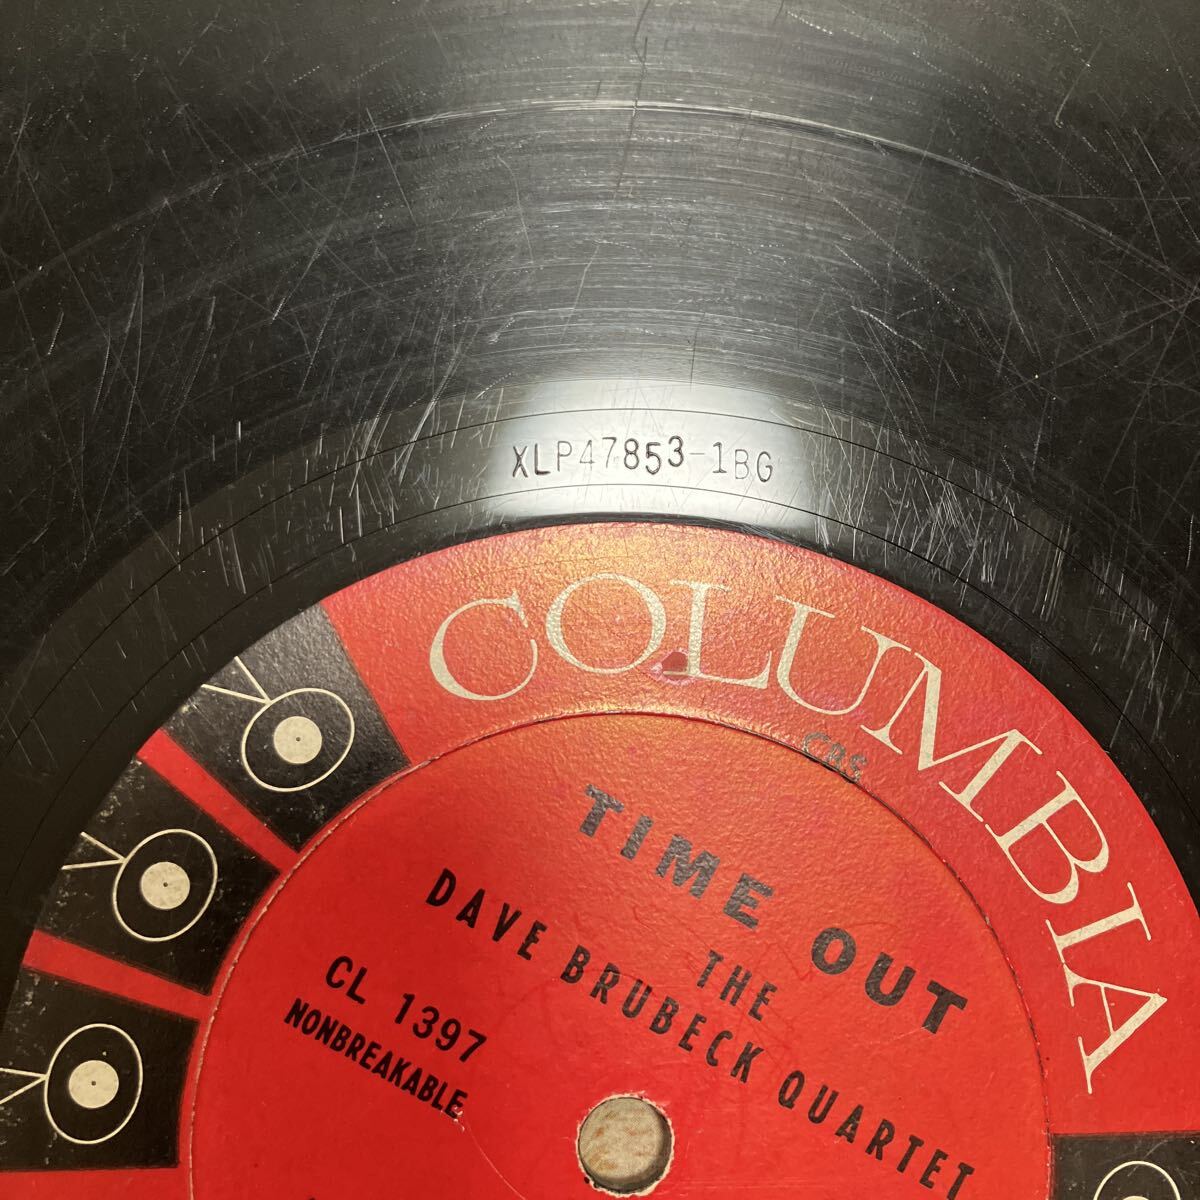 XLP47853-1BG
COLUMBIA
CBS
TIME OUT
THE
DAVE BRUBECK QUARTET
CL 1397
NONBREAKABLE